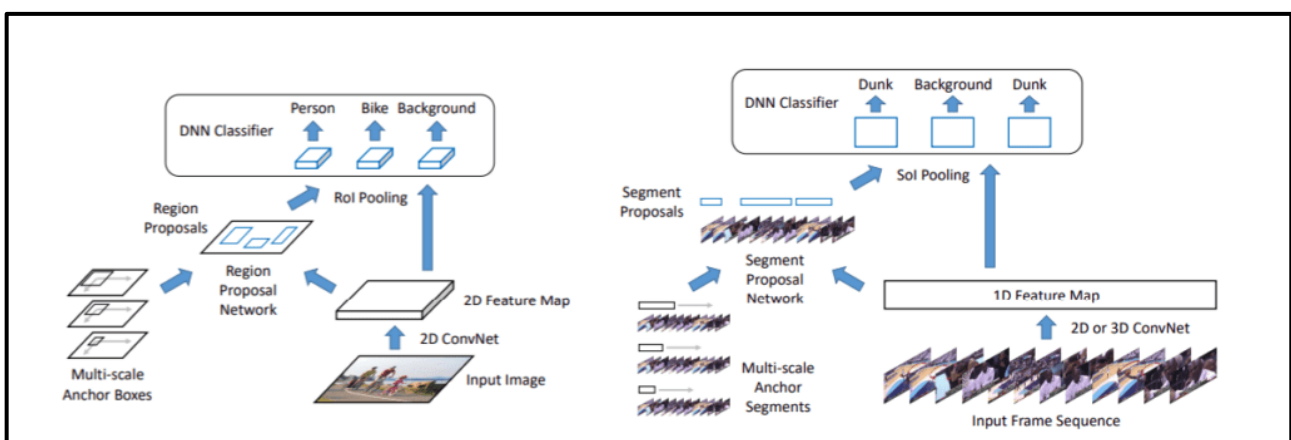 Person Bike Background
DNN Classifier
RoI Pooling
Region
Proposals
Region
Proposal
Network
2D Feature Map
2D ConvNet
Multi-scale
Anchor Boxes
Input Image
Dunk Background Dunk
DNN Classifier
SoI Pooling
Segment
Proposals
Segment
Proposal
Network
1D Feature Map
2D or 3D ConvNet
Multi-scale
Anchor
Segments
Input Frame Sequence